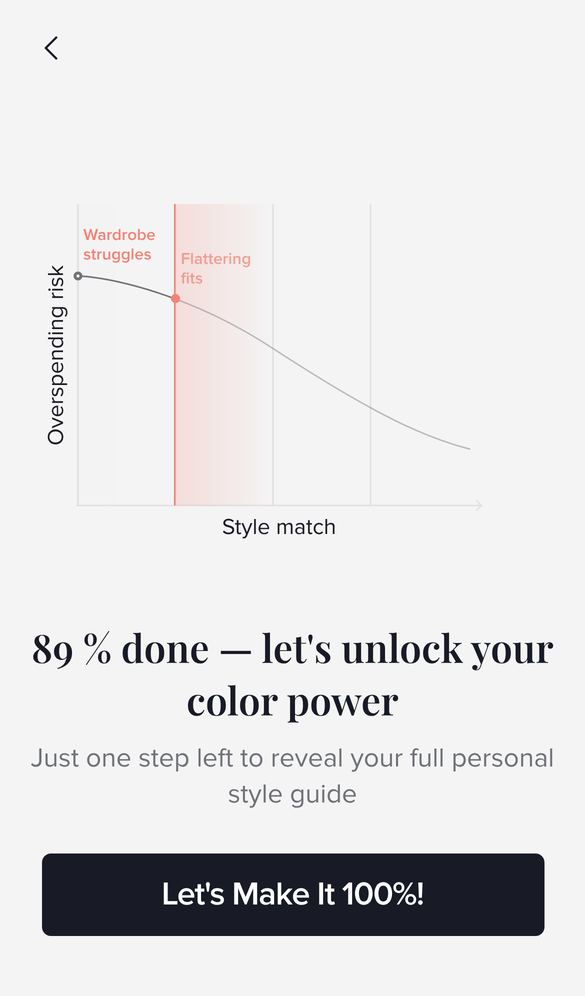 Wardrobe
struggles
Flattering
fits
Overspending risk
Style match
89 % done — let's unlock your
color power
Just one step left to reveal your full personal
style guide
Let's Make It 100%!